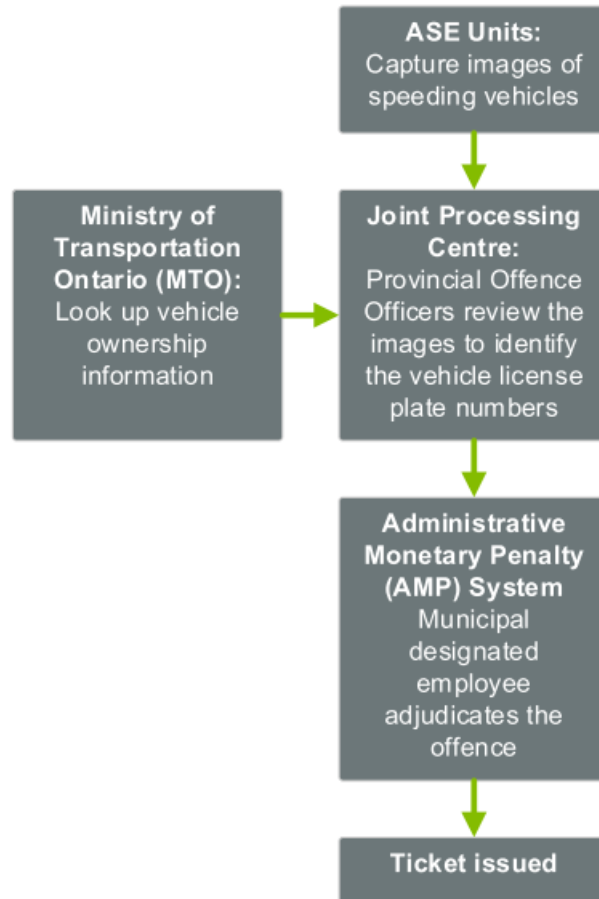 ASE Units:
Capture images of
speeding vehicles
Ministry of
Transportation
Ontario (MTO):
Look up vehicle
ownership
information
Joint Processing
Centre:
Provincial Offence
Officers review the
images to identify
the vehicle license
plate numbers
Administrative
Monetary Penalty
(AMP) System
Municipal
designated
employee
adjudicates the
offence
Ticket issued